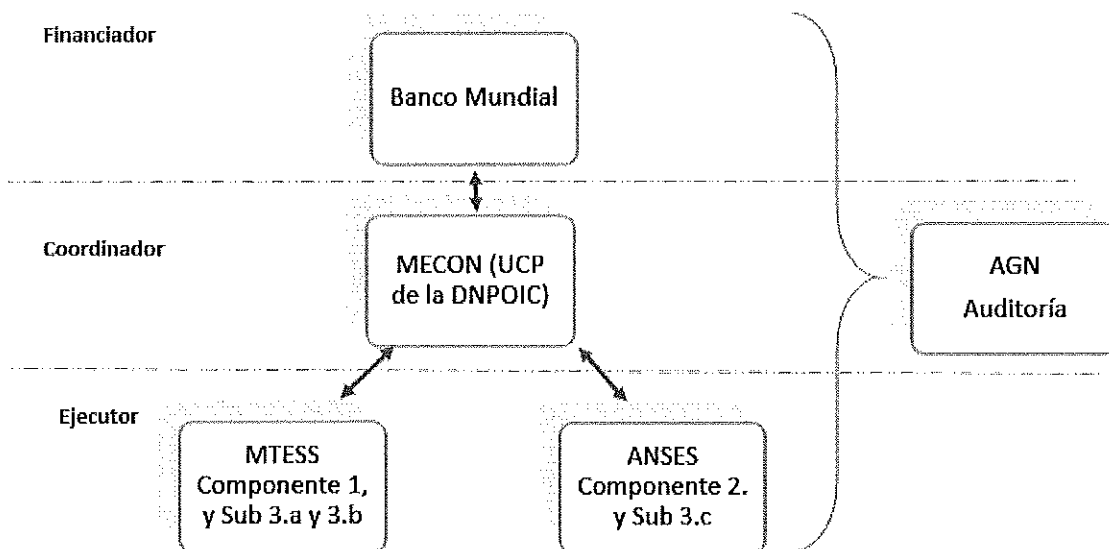 Financiador
Banco Mundial
Coordinador
MECON (UCP
de la DNPOIC)
AGN
Auditoría
Ejecutor
MTESS
Componente 1,
y Sub 3.a y 3.b
ANSES
Componente 2.
y Sub 3.c